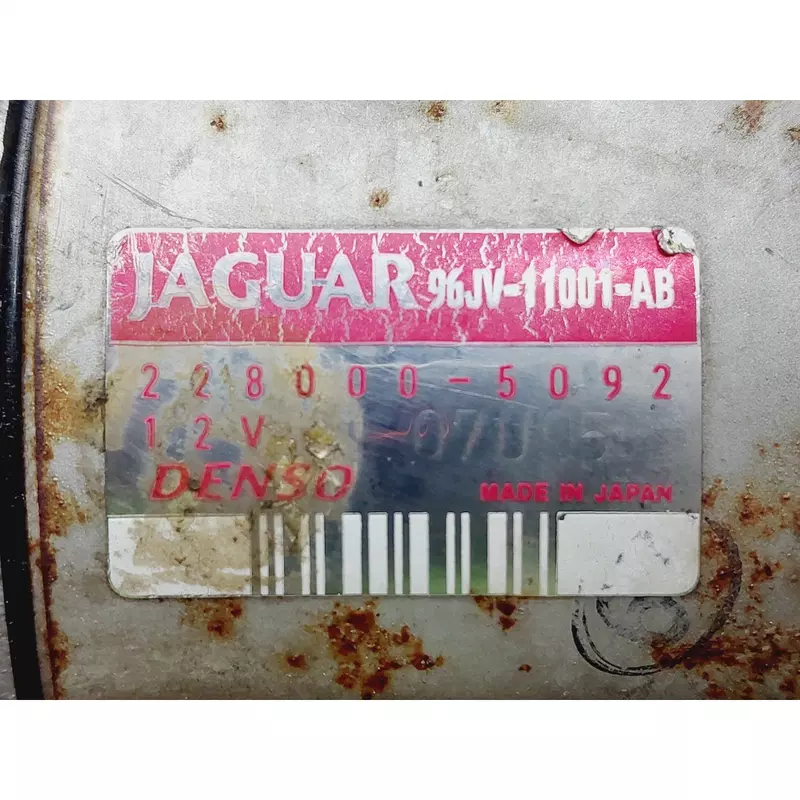 JAGUAR 96JV-11001-AB
228000-5092
12V
DENSO MADE IN JAPAN